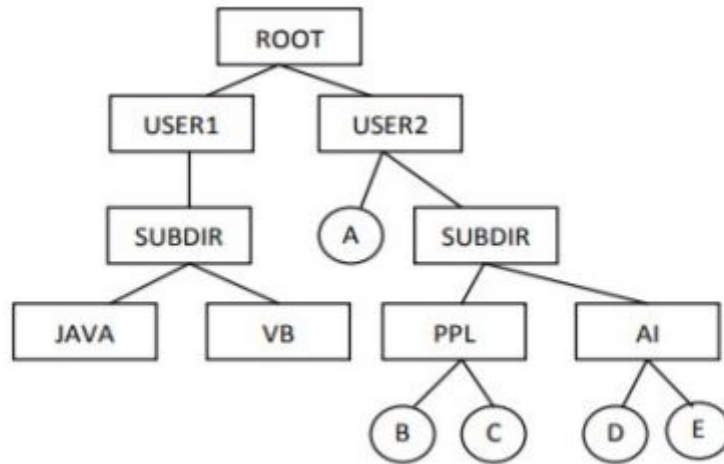 ROOT
USER1 USER2
SUBDIR A SUBDIR
JAVA VB PPL AI
B C D E